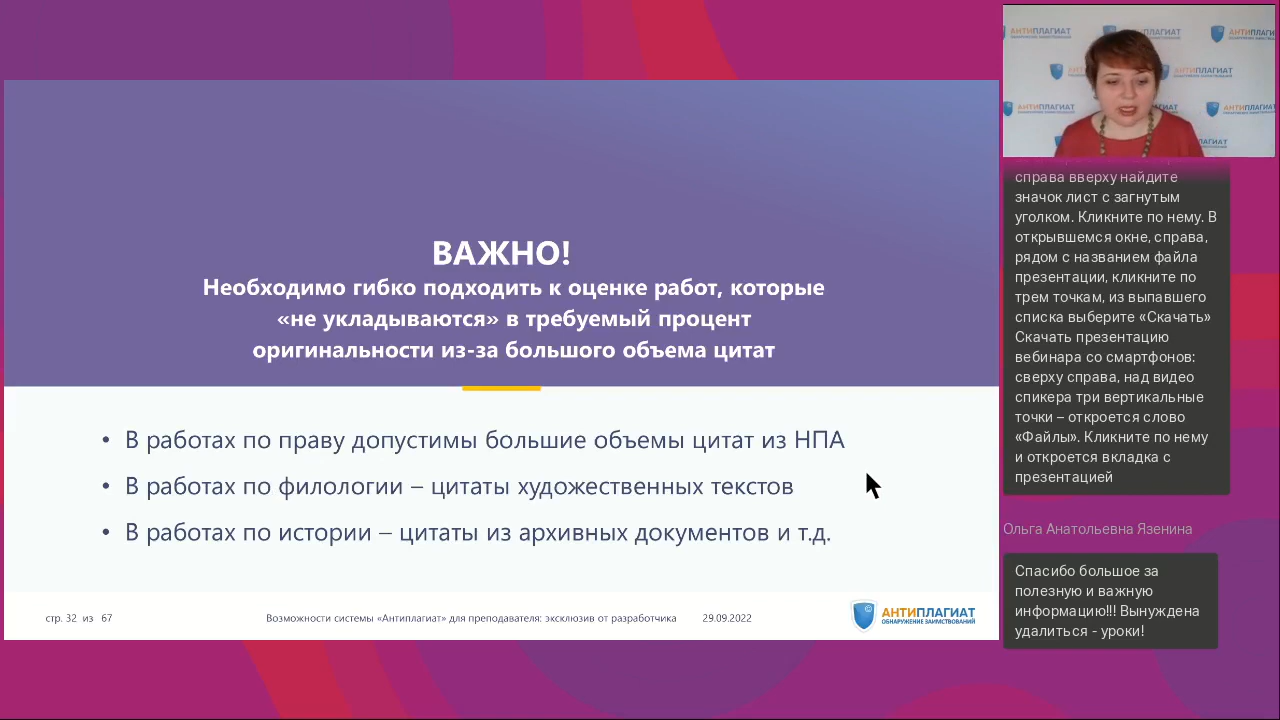 ВАЖНО!
Необходимо гибко подходить к оценке работ, которые
«не укладываются» в требуемый процент
оригинальности из-за большого объема цитат
• В работах по праву допустимы большие объемы цитат из НПА
• В работах по филологии – цитаты художественных текстов
• В работах по истории – цитаты из архивных документов и т.д.
стр. 32 из 67
Возможности системы «Антиплагиат» для преподавателя: эксклюзив от разработчика
29.09.2022
АНТИПЛАГИАТ
ОБНАРУЖЕНИЕ ЗАИМСТВОВАНИЙ
АНТИПЛАГИАТ
АНТИПЛАГИАТ
АНТИПЛАГИАТ
справа вверху найдите
значок лист с загнутым
уголком. Кликните по нему. В
открывшемся окне, справа,
рядом с названием файла
презентации, кликните по
трем точкам, из выпавшего
списка выберите «Скачать»
Скачать презентацию
вебинара со смартфонов:
сверху справа, над видео
спикера три вертикальные
точки – откроется слово
«Файлы». Кликните по нему
и откроется вкладка с
презентацией
Ольга Анатольевна Язенина
Спасибо большое за
полезную и важную
информацию!!! Вынуждена
удалиться - уроки!